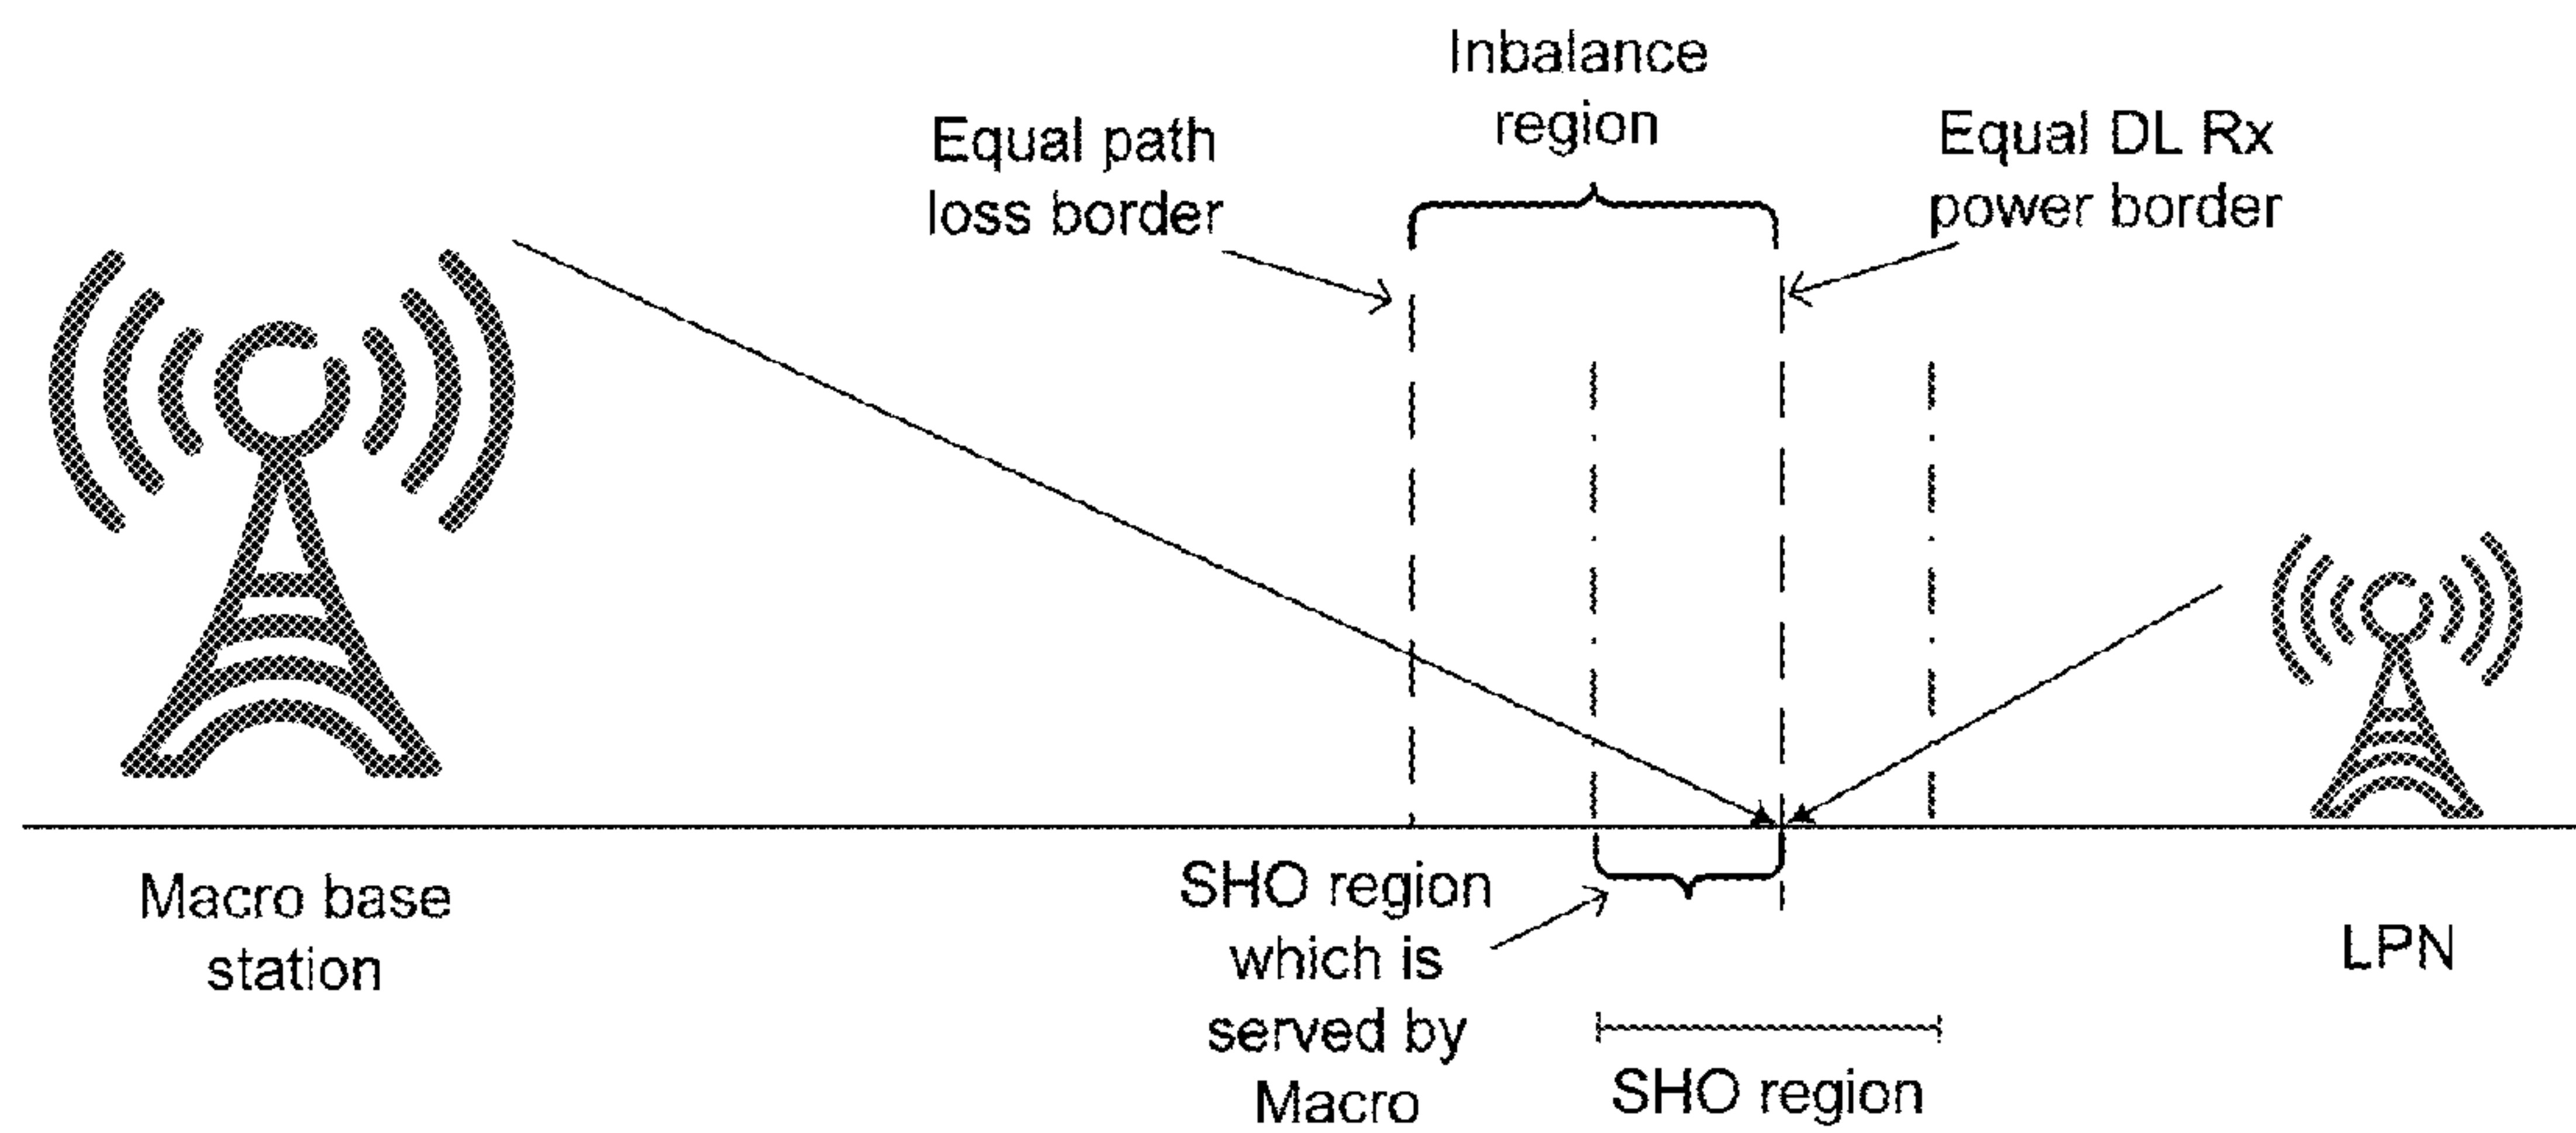 Inbalance
region
Equal path
loss border
Equal DL Rx
power border
Macro base
station
SHO region
which is
served by
Macro
SHO region
LPN